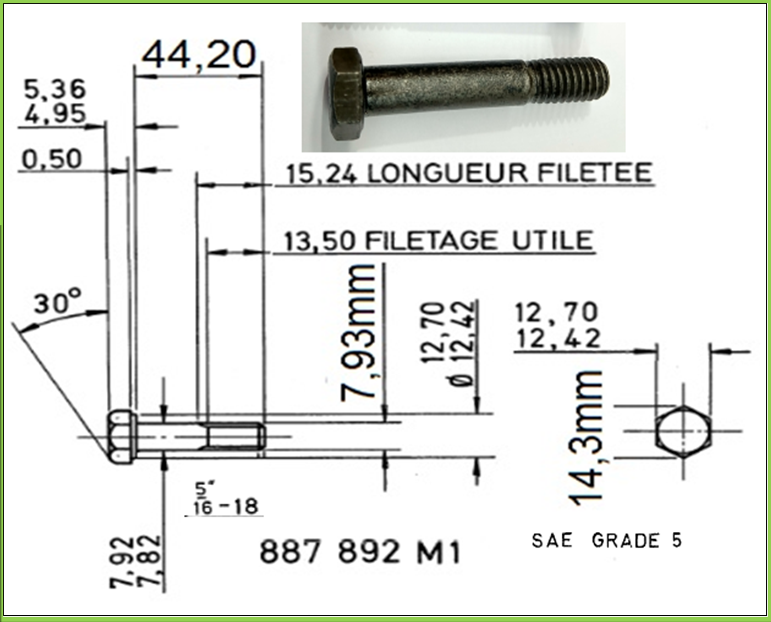 44,20
5,36
4,95
0,50
15,24 LONGUEUR FILETEE
13,50 FILETAGE UTILE
30°
7,93mm
12,70
Ø 12,42
12,70
12,42
14,3mm
5"
16 -18
7,92
7,82
887 892 M1
SAE GRADE 5